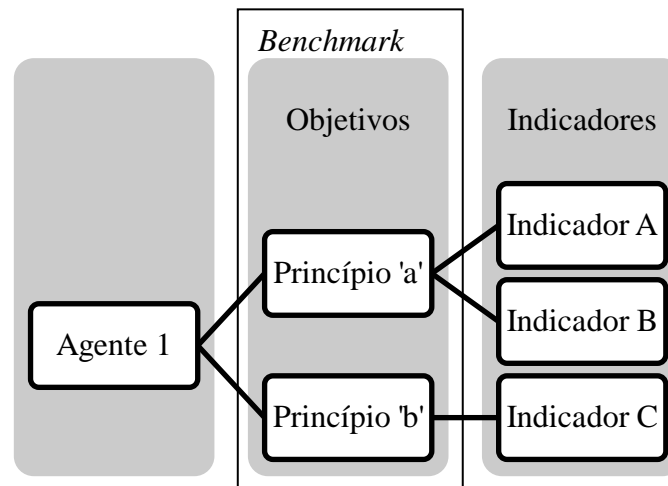 Benchmark
Objetivos
Indicadores
Indicador A
Princípio 'a'
Indicador B
Agente 1
Princípio 'b'
Indicador C